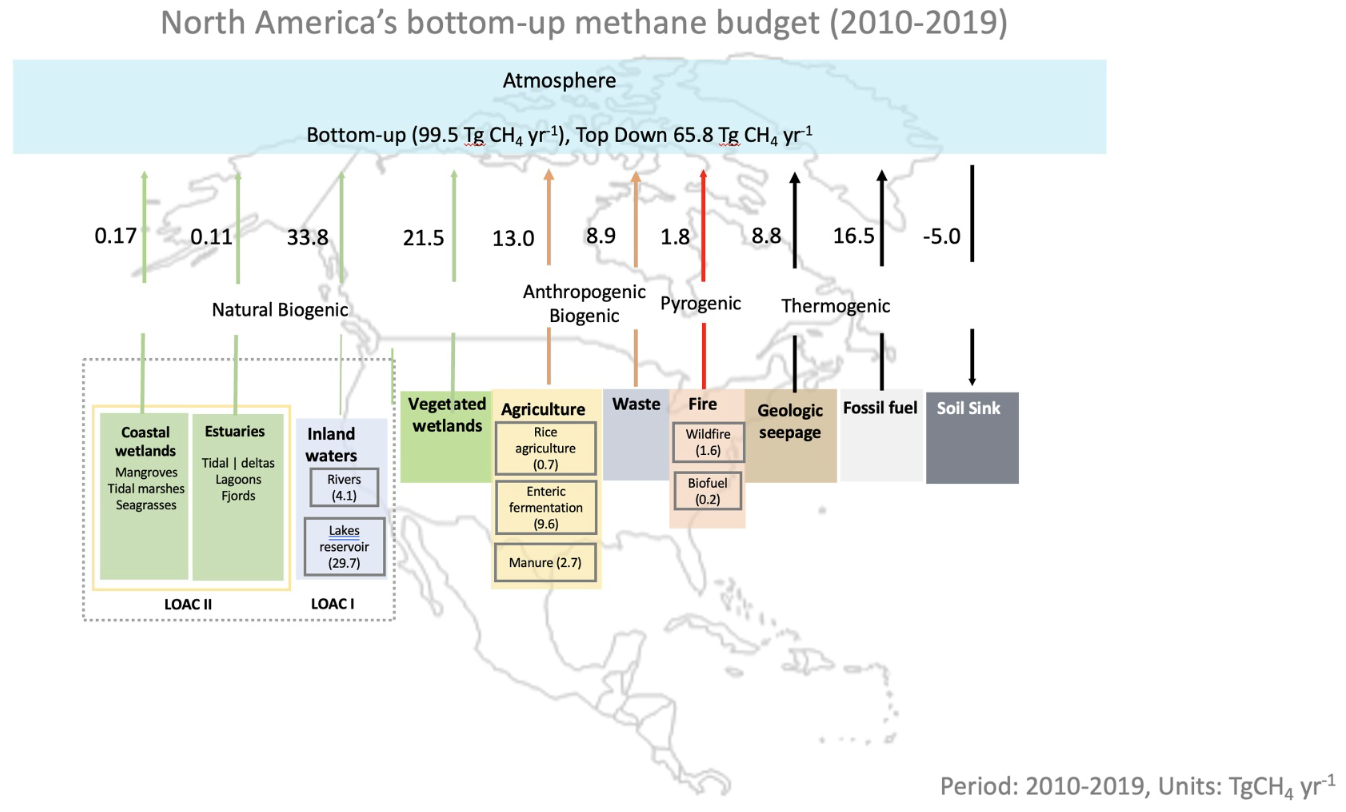 North America’s bottom-up methane budget (2010-2019)
Atmosphere
Bottom-up (99.5 Tg CH₄ yr⁻¹), Top Down 65.8 Tg CH₄ yr⁻¹
0.17
0.11
33.8
21.5
13.0
8.9
1.8
8.8
16.5
-5.0
Natural Biogenic
Anthropogenic
Biogenic
Pyrogenic
Thermogenic
Coastal
wetlands
Mangroves
Tidal marshes
Seagrasses
Estuaries
Tidal | deltas
Lagoons
Fjords
LOAC II
Inland
waters
Rivers
(4.1)
Lakes
reservoir
(29.7)
LOAC I
Vegetated
wetlands
Agriculture
Rice
agriculture
(0.7)
Enteric
fermentation
(9.6)
Manure (2.7)
Waste
Fire
Wildfire
(1.6)
Biofuel
(0.2)
Geologic
seepage
Fossil fuel
Soil Sink
Period: 2010-2019, Units: TgCH₄ yr⁻¹